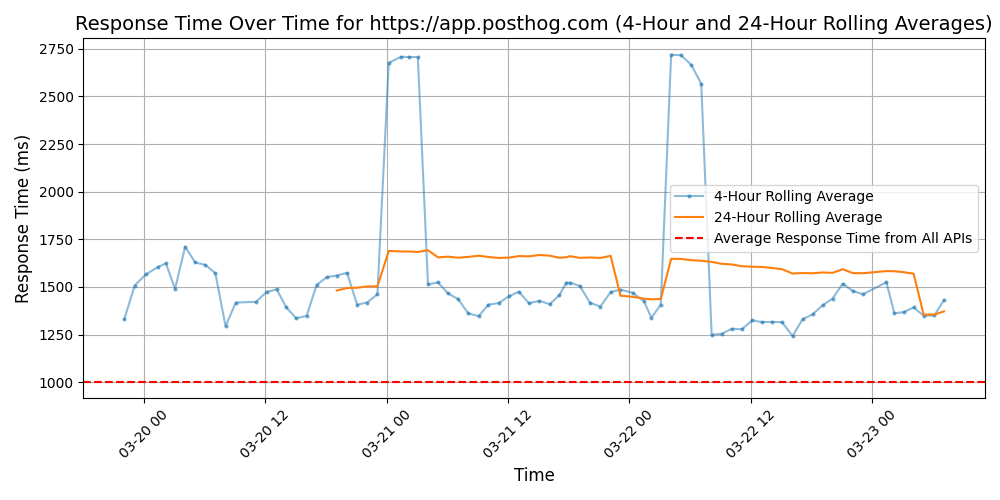 Response Time Over Time for https://app.posthog.com (4-Hour and 24-Hour Rolling Averages)
Response Time (ms)
2750
2500
2250
2000
1750
1500
1250
1000
4-Hour Rolling Average
24-Hour Rolling Average
Average Response Time from All APIs
03-20 00
03-20 12
03-21 00
03-21 12
03-22 00
03-22 12
03-23 00
Time